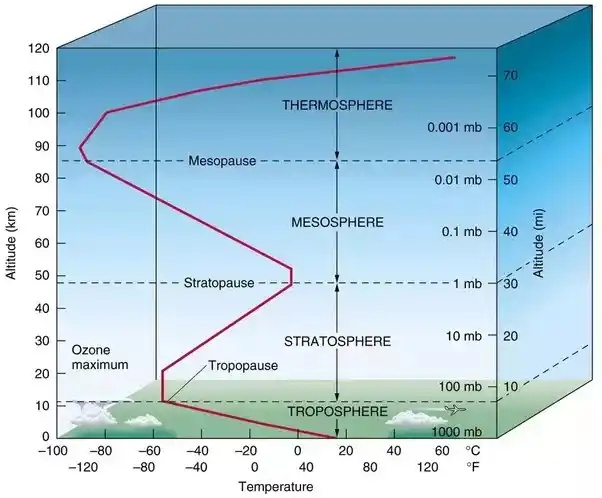 120
110
100
90
80
70
60
50
40
30
20
10
0
Altitude (km)
THERMOSPHERE
Mesopause
MESOSPHERE
Stratopause
STRATOSPHERE
Ozone
maximum
Tropopause
TROPOSPHERE
0.001 mb
0.01 mb
0.1 mb
1 mb
10 mb
100 mb
1000 mb
70
60
50
40
30
20
10
Altitude (mi)
–100 –80 –60 –40 –20 0 20 40 60 °C
–120 –80 –40 0 40 80 120 °F
Temperature